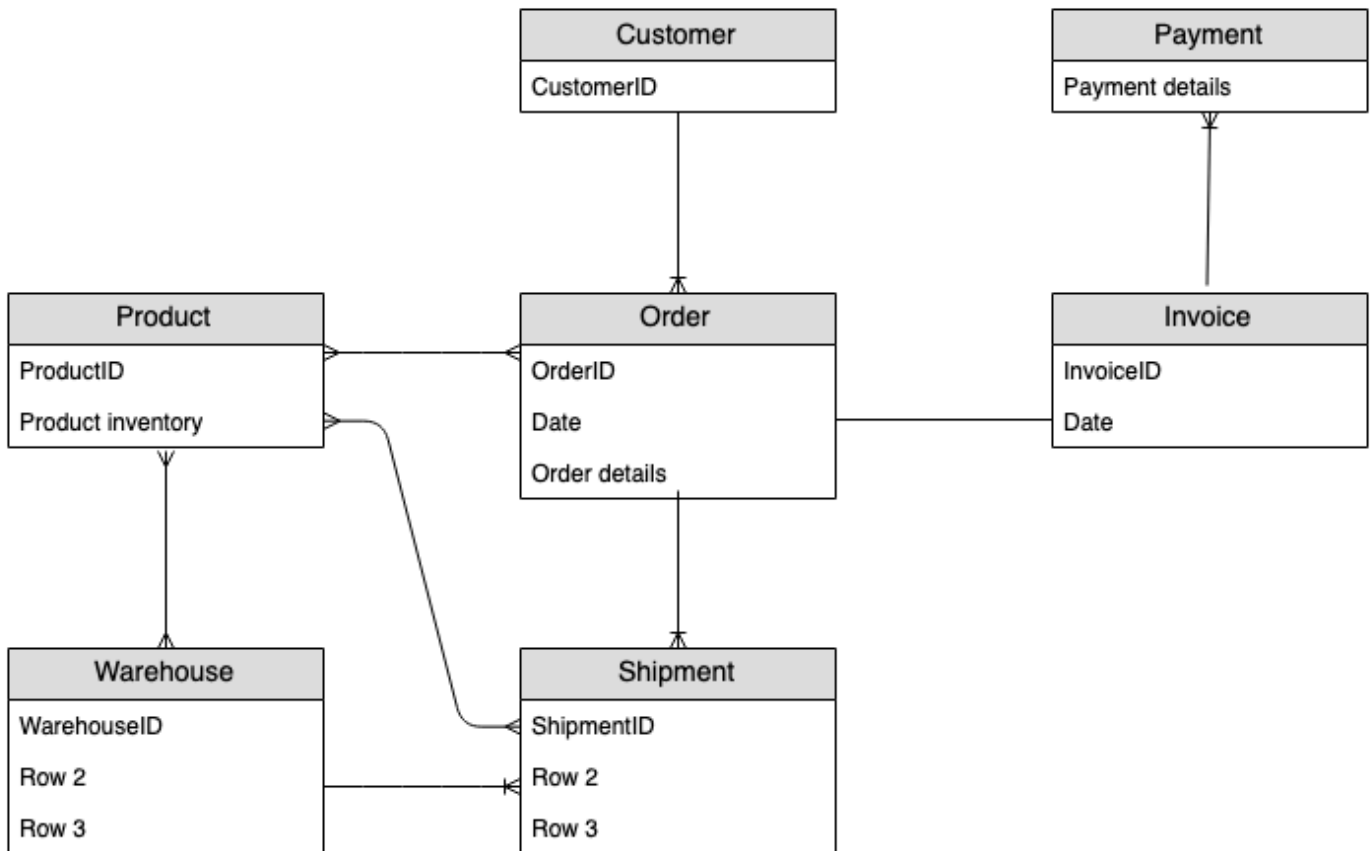 Customer
CustomerID
Payment
Payment details
Product
ProductID
Product inventory
Order
OrderID
Date
Order details
Invoice
InvoiceID
Date
Warehouse
WarehouseID
Row 2
Row 3
Shipment
ShipmentID
Row 2
Row 3